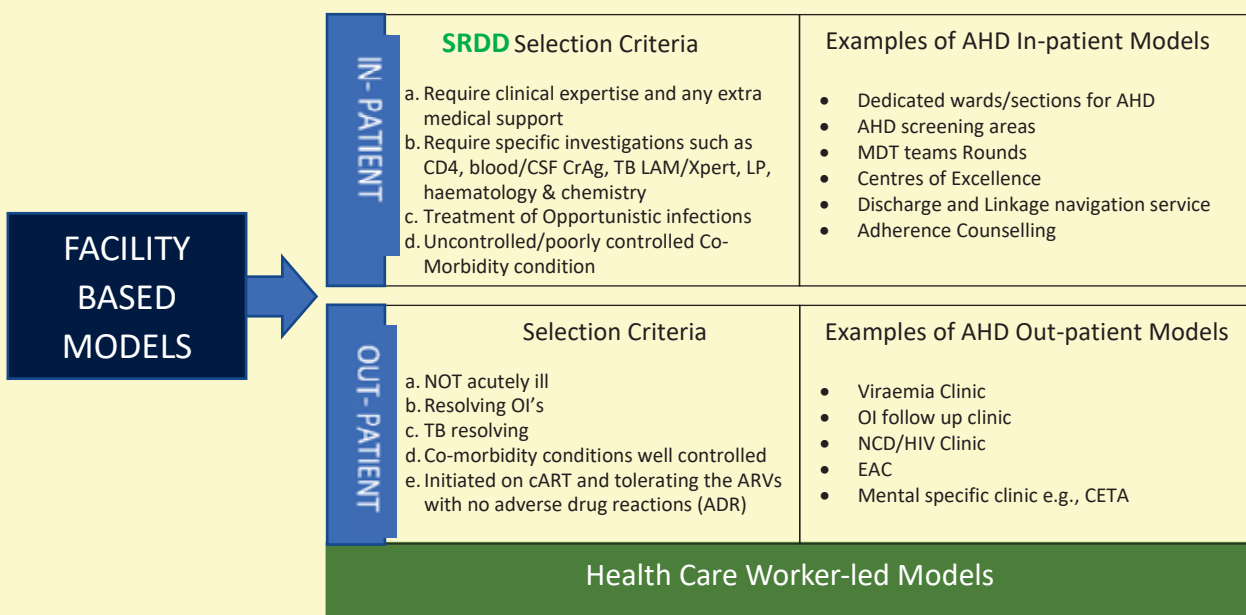 FACILITY
BASED
MODELS
IN- PATIENT
SRDD Selection Criteria
a. Require clinical expertise and any extra
medical support
b. Require specific investigations such as
CD4, blood/CSF CrAg, TB LAM/Xpert, LP,
haematology & chemistry
c. Treatment of Opportunistic infections
d. Uncontrolled/poorly controlled Co-
Morbidity condition
Examples of AHD In-patient Models
• Dedicated wards/sections for AHD
• AHD screening areas
• MDT teams Rounds
• Centres of Excellence
• Discharge and Linkage navigation service
• Adherence Counselling
OUT- PATIENT
Selection Criteria
a. NOT acutely ill
b. Resolving OI's
c. TB resolving
d. Co-morbidity conditions well controlled
e. Initiated on cART and tolerating the ARVs
with no adverse drug reactions (ADR)
Examples of AHD Out-patient Models
• Viraemia Clinic
• OI follow up clinic
• NCD/HIV Clinic
• EAC
• Mental specific clinic e.g., CETA
Health Care Worker-led Models